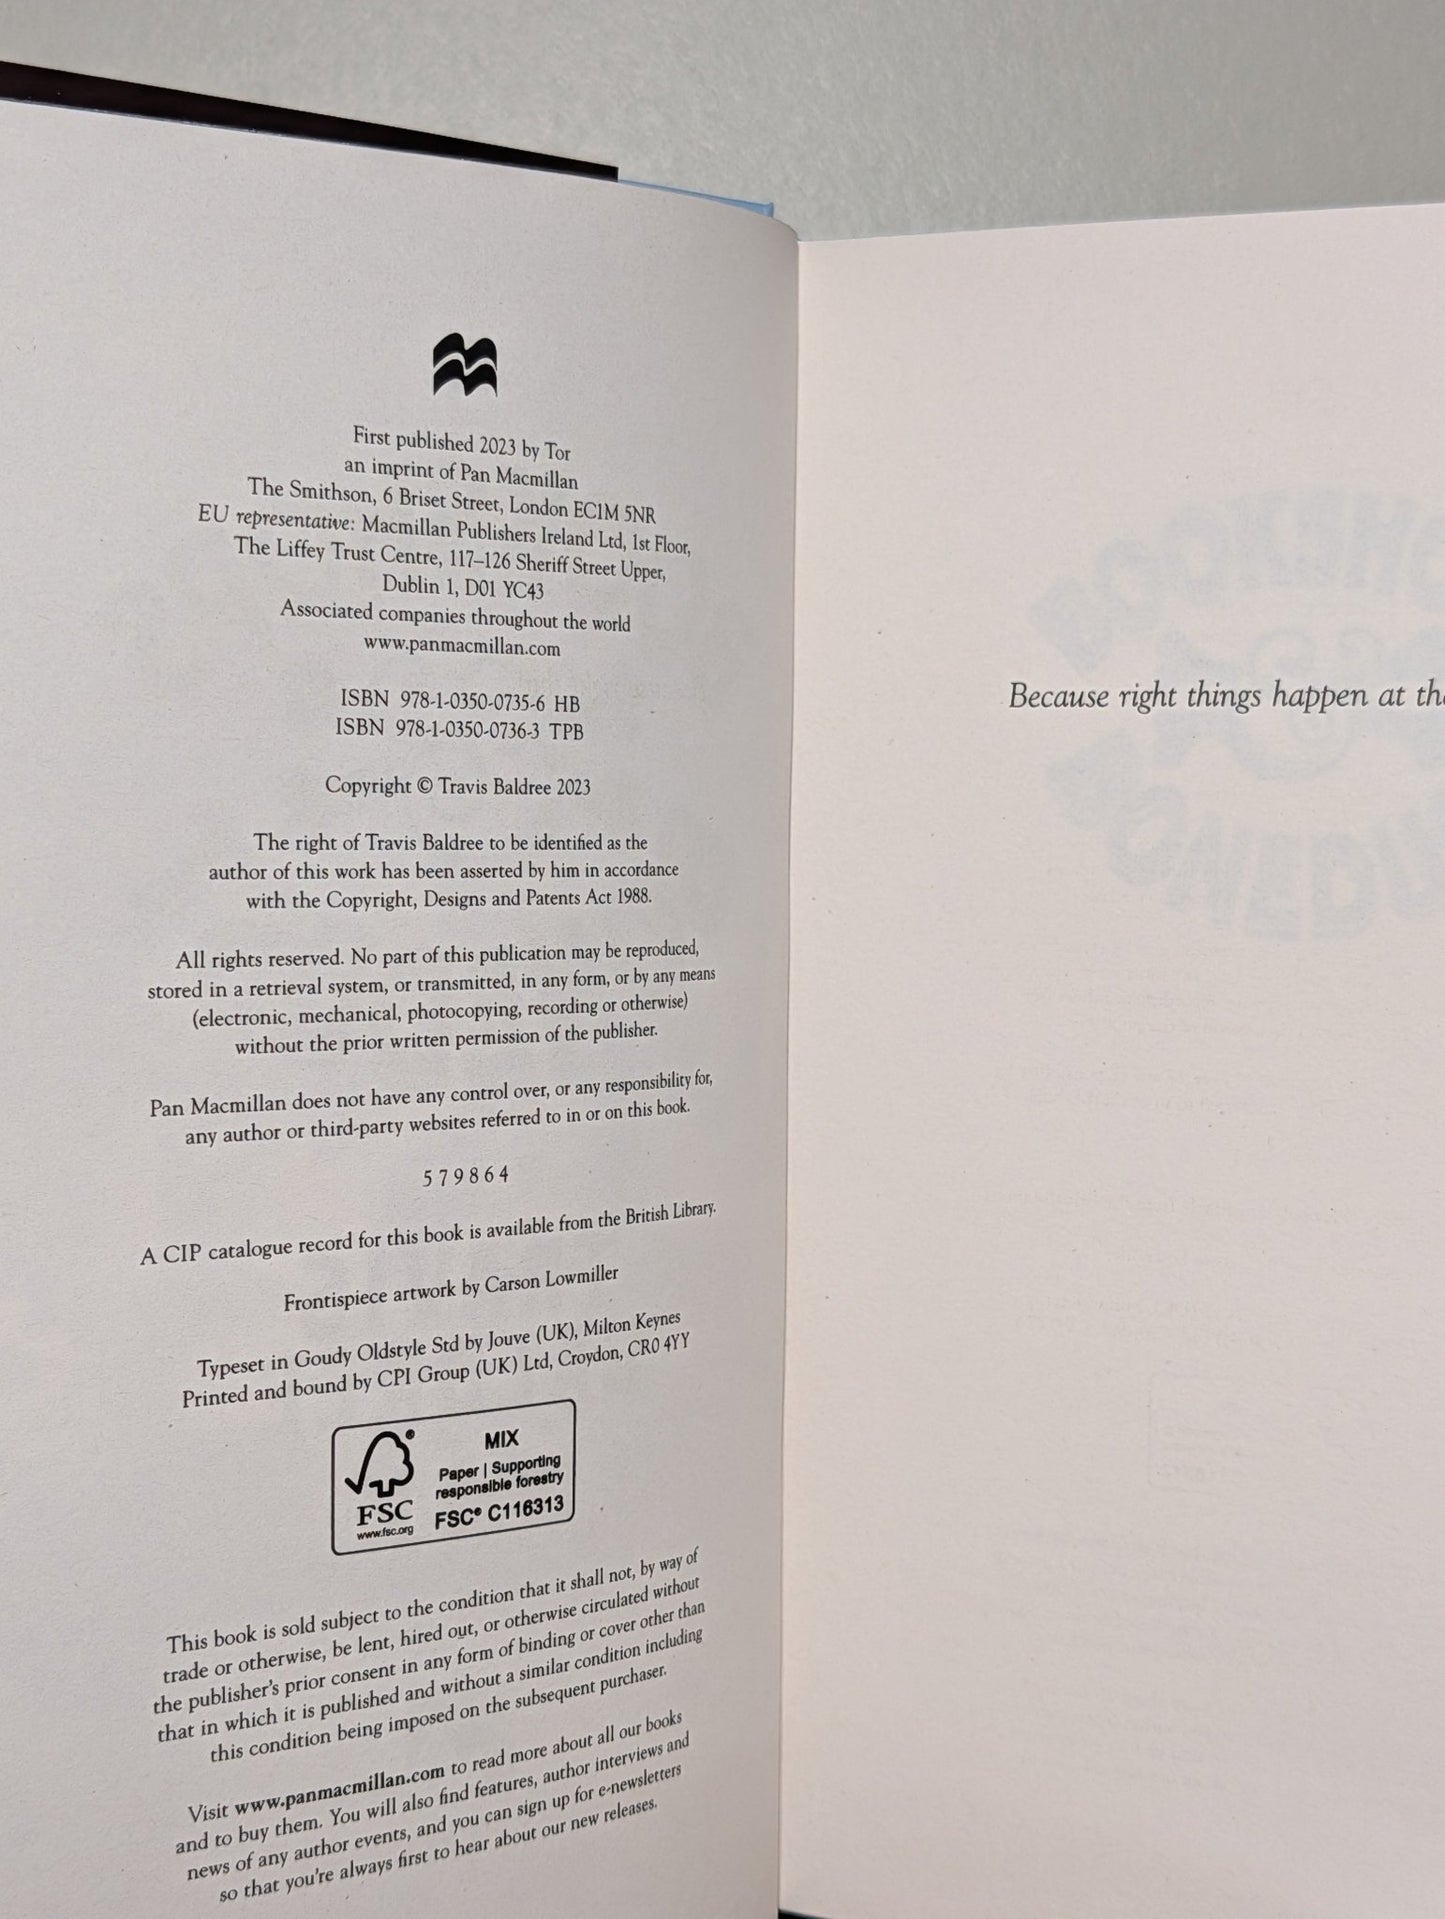 First published 2023 by Tor
an imprint of Pan Macmillan
The Smithson, 6 Briset Street, London EC1M 5NR
EU representative: Macmillan Publishers Ireland Ltd, 1st Floor,
The Liffey Trust Centre, 117–126 Sheriff Street Upper,
Dublin 1, D01 YC43
Associated companies throughout the world
www.panmacmillan.com
ISBN 978-1-0350-0735-6 HB
ISBN 978-1-0350-0736-3 TPB
Copyright © Travis Baldree 2023
The right of Travis Baldree to be identified as the
author of this work has been asserted by him in accordance
with the Copyright, Designs and Patents Act 1988.
All rights reserved. No part of this publication may be reproduced,
stored in a retrieval system, or transmitted, in any form, or by any means
(electronic, mechanical, photocopying, recording or otherwise)
without the prior written permission of the publisher.
Pan Macmillan does not have any control over, or any responsibility for,
any author or third-party websites referred to in or on this book.
5 7 9 8 6 4
A CIP catalogue record for this book is available from the British Library.
Frontispiece artwork by Carson Lowmiller
Typeset in Goudy Oldstyle Std by Jouve (UK), Milton Keynes
Printed and bound by CPI Group (UK) Ltd, Croydon, CR0 4YY
FSC
www.fsc.org
MIX
Paper | Supporting
responsible forestry
FSC® C116313
This book is sold subject to the condition that it shall not, by way of
trade or otherwise, be lent, hired out, or otherwise circulated without
the publisher's prior consent in any form of binding or cover other than
that in which it is published and without a similar condition including
this condition being imposed on the subsequent purchaser.
Visit www.panmacmillan.com to read more about all our books
and to buy them. You will also find features, author interviews and
news of any author events, and you can sign up for e-newsletters
so that you're always first to hear about our new releases.
Because right things happen at